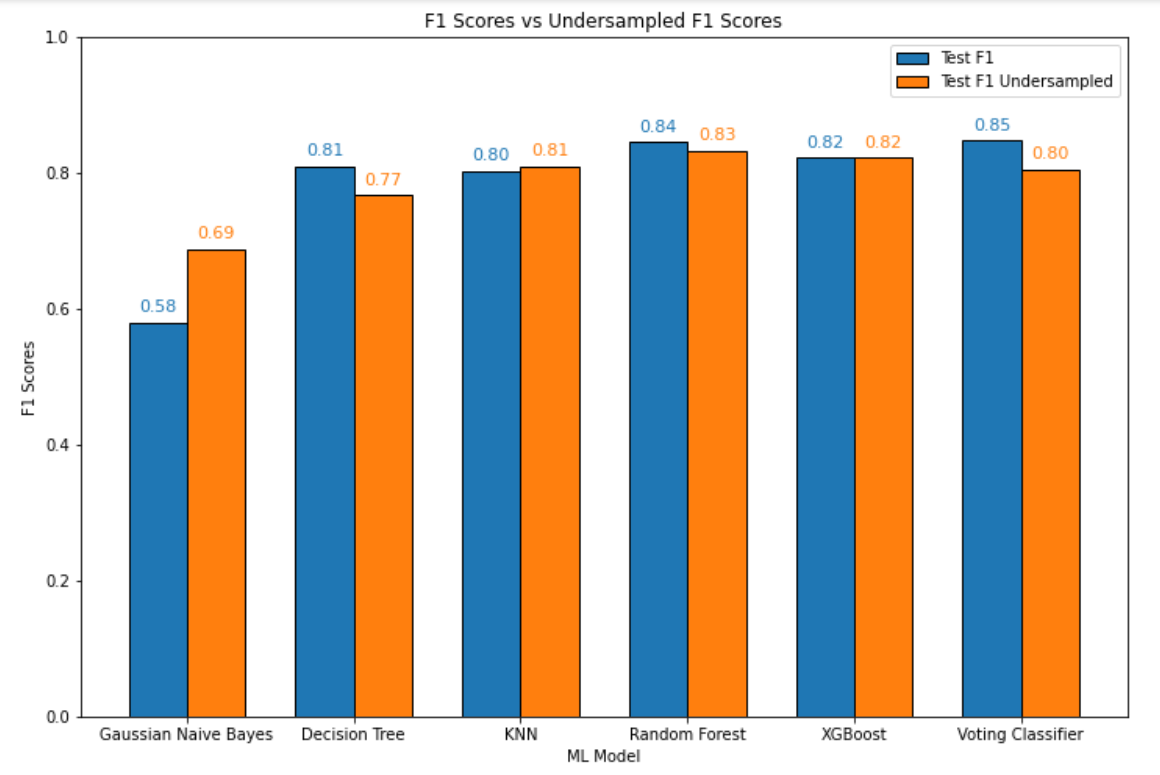 F1 Scores vs Undersampled F1 Scores
1.0
0.8
0.6
0.4
0.2
0.0
F1 Scores
Test F1
Test F1 Undersampled
0.58
0.69
0.81
0.77
0.80
0.81
0.84
0.83
0.82
0.82
0.85
0.80
Gaussian Naive Bayes
Decision Tree
KNN
Random Forest
XGBoost
Voting Classifier
ML Model